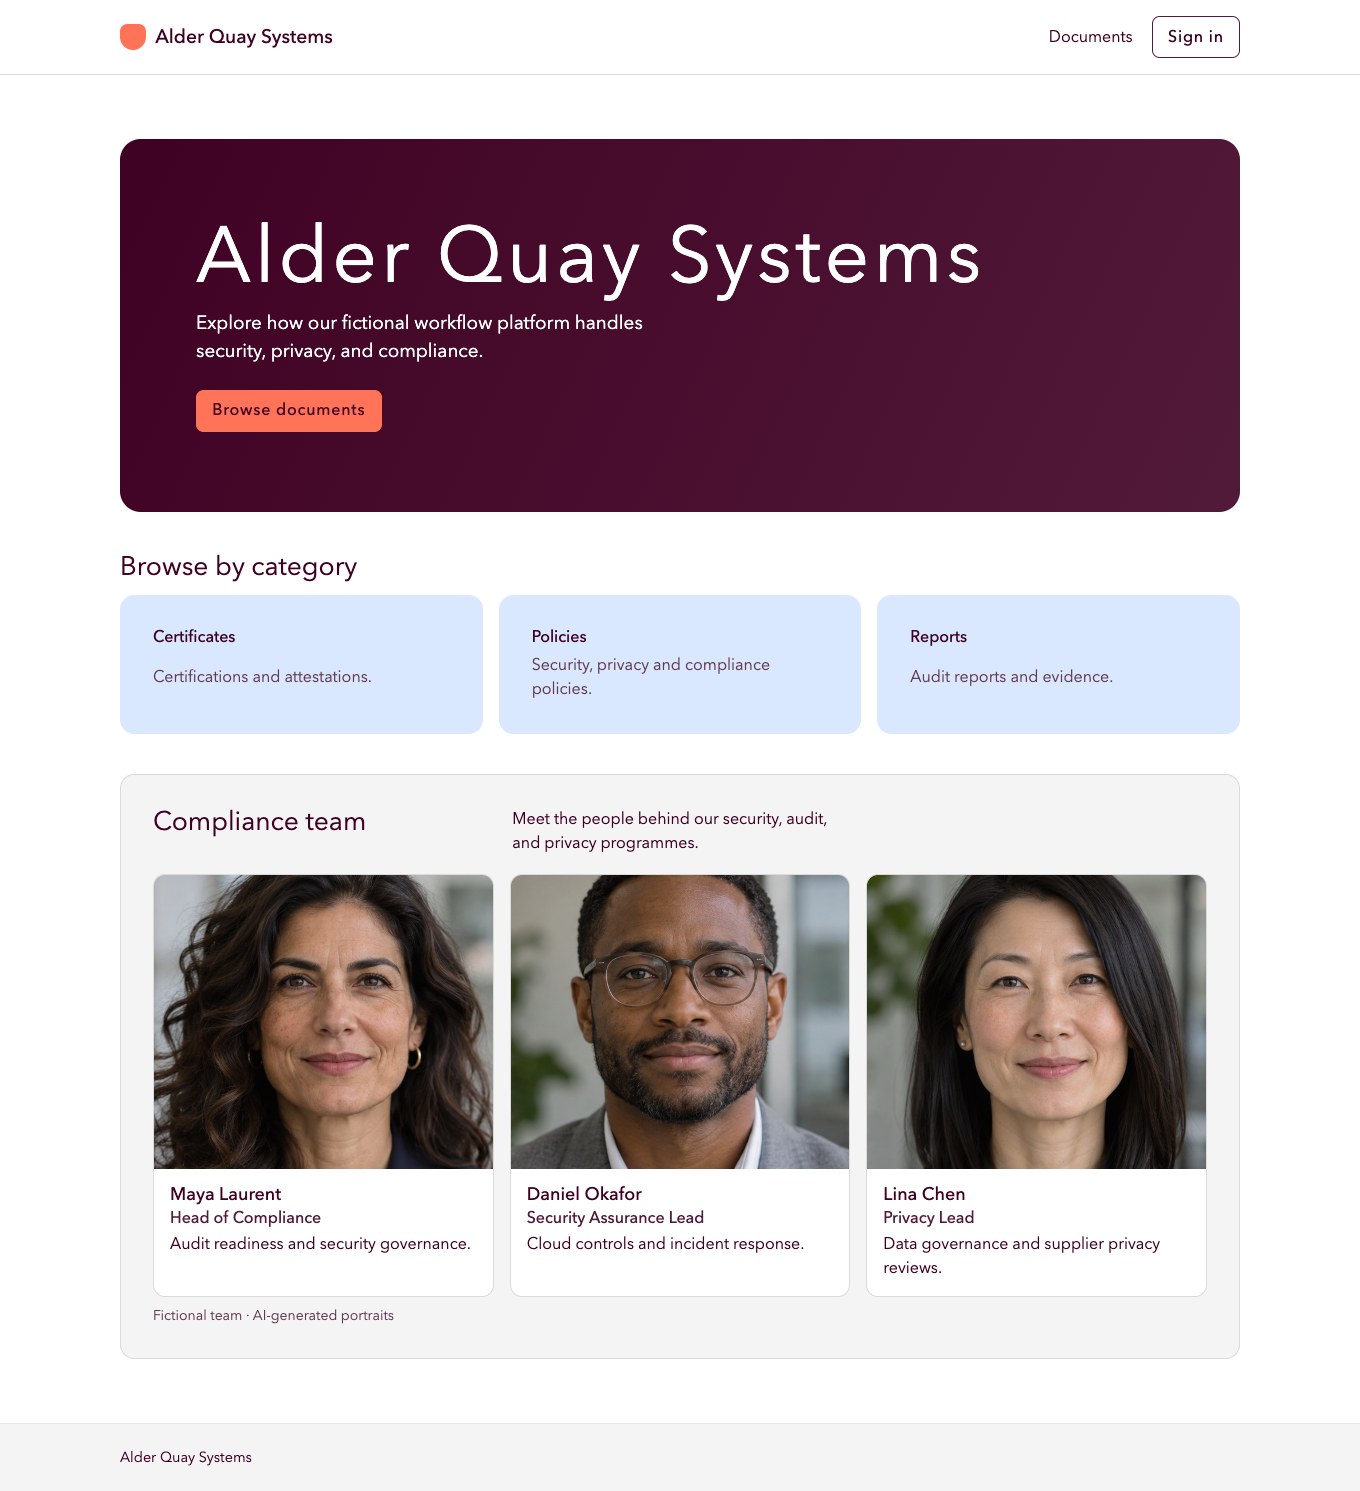 Alder Quay Systems
Documents
Sign in
Alder Quay Systems
Explore how our fictional workflow platform handles
security, privacy, and compliance.
Browse documents
Browse by category
Certificates
Certifications and attestations.
Policies
Security, privacy and compliance
policies.
Reports
Audit reports and evidence.
Compliance team
Meet the people behind our security, audit,
and privacy programmes.
Maya Laurent
Head of Compliance
Audit readiness and security governance.
Daniel Okafor
Security Assurance Lead
Cloud controls and incident response.
Lina Chen
Privacy Lead
Data governance and supplier privacy
reviews.
Fictional team · AI-generated portraits
Alder Quay Systems